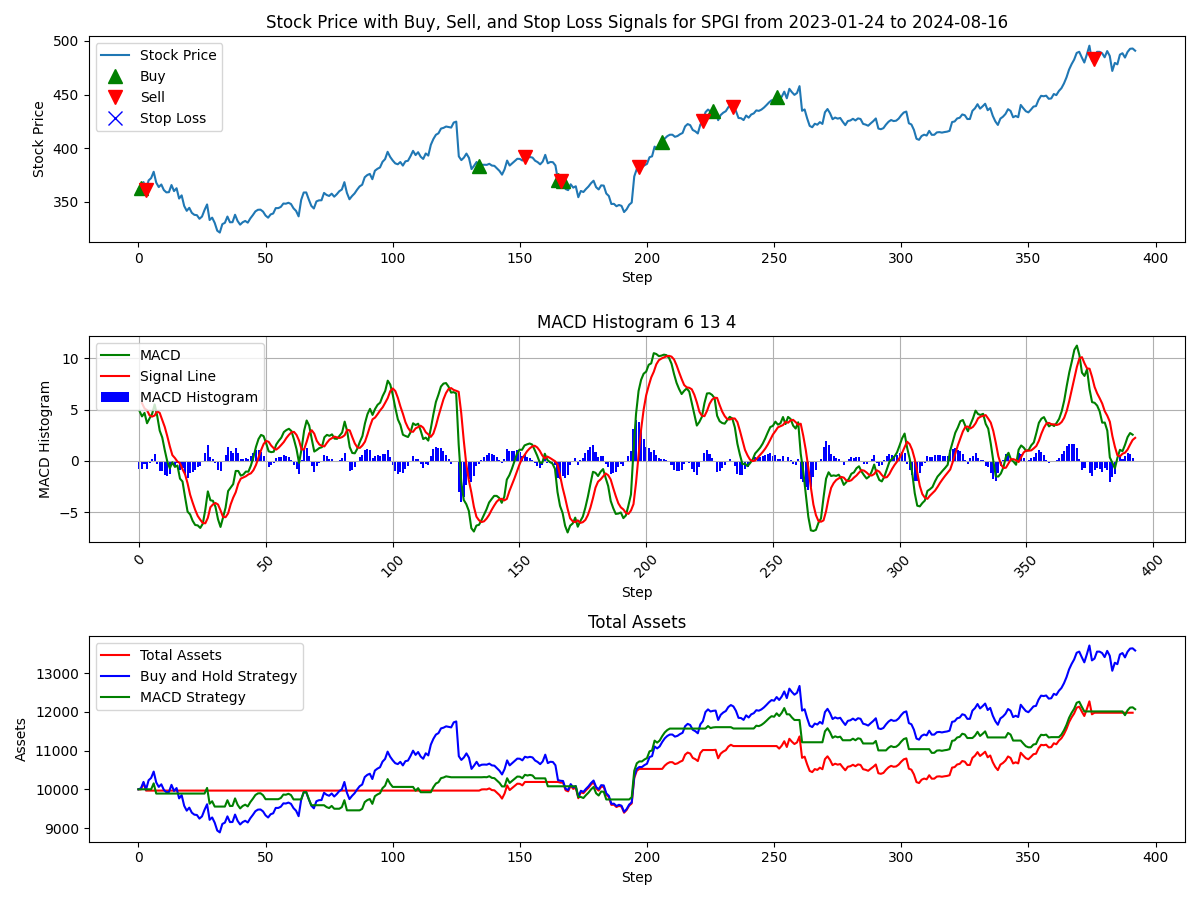 Stock Price with Buy, Sell, and Stop Loss Signals for SPGI from 2023-01-24 to 2024-08-16
500
450
400
350
Stock Price
Stock Price
Buy
Sell
Stop Loss
0 50 100 150 200 250 300 350 400
Step
MACD Histogram 6 13 4
10
5
0
−5
MACD Histogram
MACD
Signal Line
MACD Histogram
0 50 100 150 200 250 300 350 400
Step
Total Assets
13000
12000
11000
10000
9000
Assets
Total Assets
Buy and Hold Strategy
MACD Strategy
0 50 100 150 200 250 300 350 400
Step